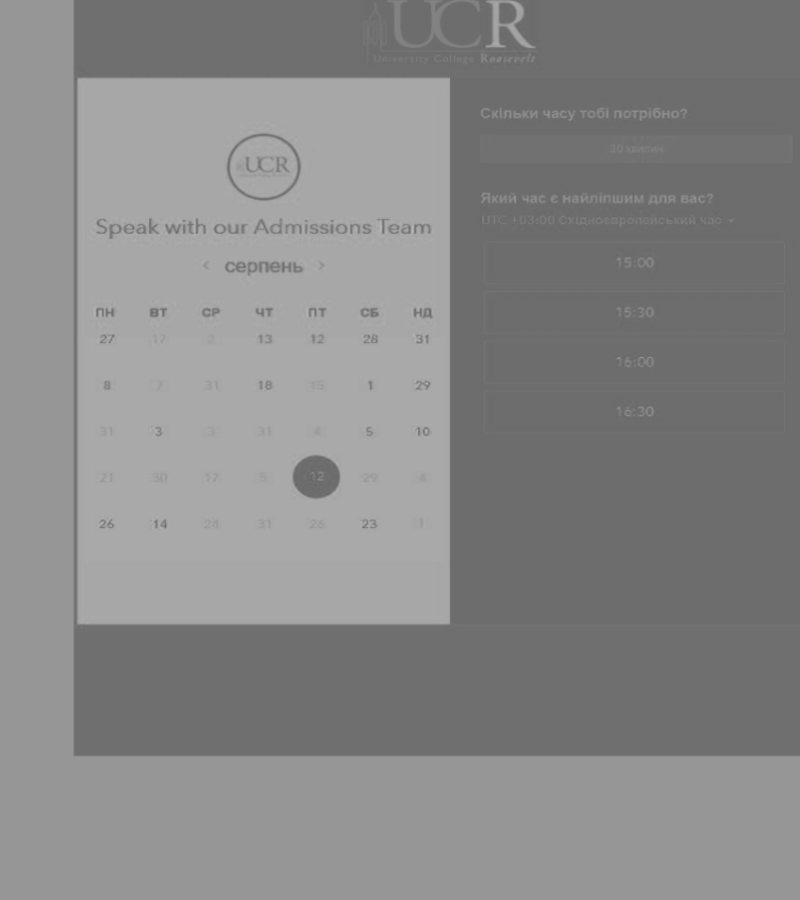 UCR
University College Roosevelt
UCR
Speak with our Admissions Team
< серпень >
ПН ВТ СР ЧТ ПТ СБ НД
27 17 13 12 28 31
8 7 31 18 15 1 29
31 3 3 31 4 5 10
21 30 17 12 29
26 14 24 31 26 23 1
Скільки часу тобі потрібно?
30 хвилин
Який час є найліпшим для вас?
UTC +03:00 Східноєвропейський час
15:00
15:30
16:00
16:30